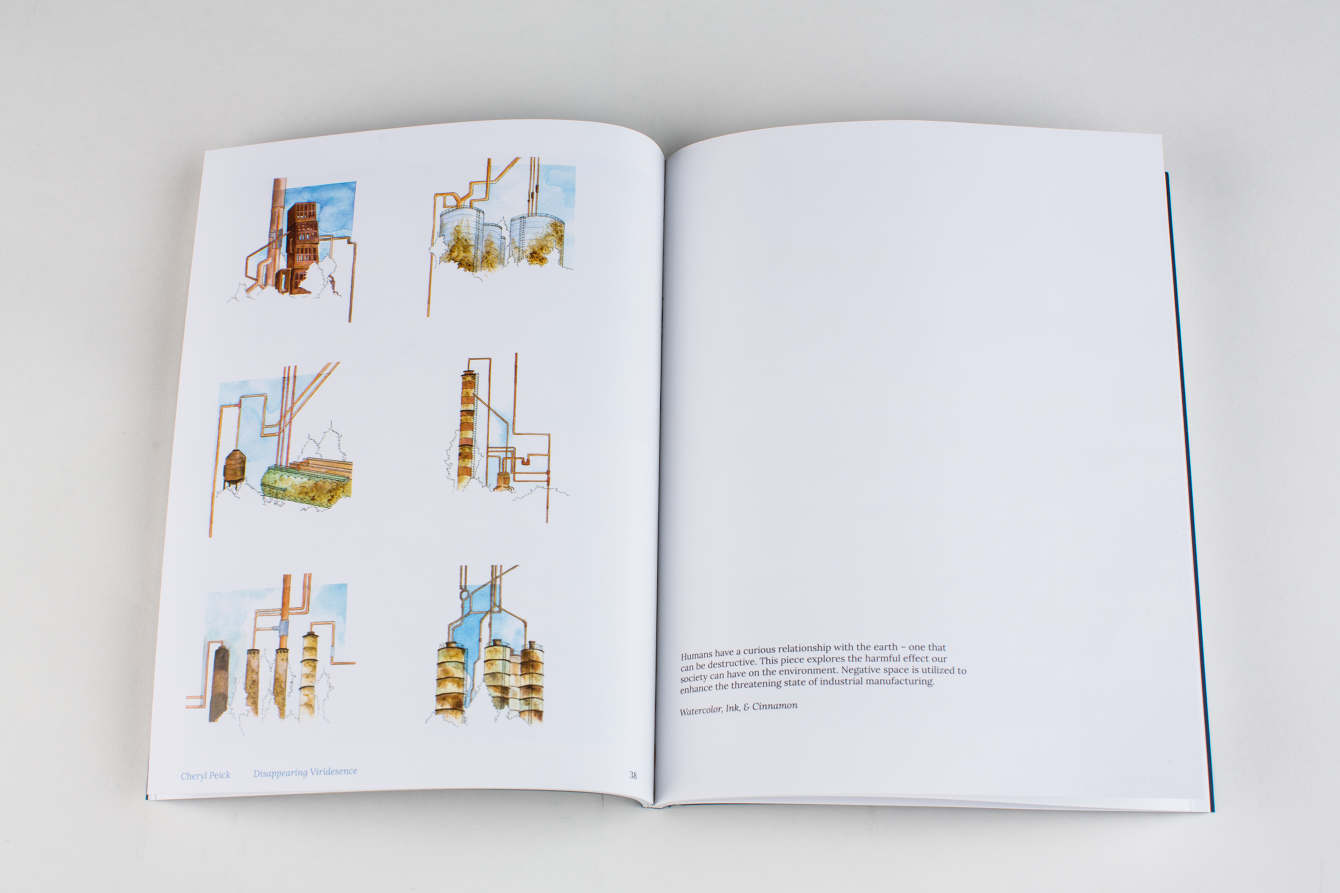 Cheryl Peick Disappearing Viridesence 38
Humans have a curious relationship with the earth – one that
can be destructive. This piece explores the harmful effect our
society can have on the environment. Negative space is utilized to
enhance the threatening state of industrial manufacturing.
Watercolor, Ink, & Cinnamon